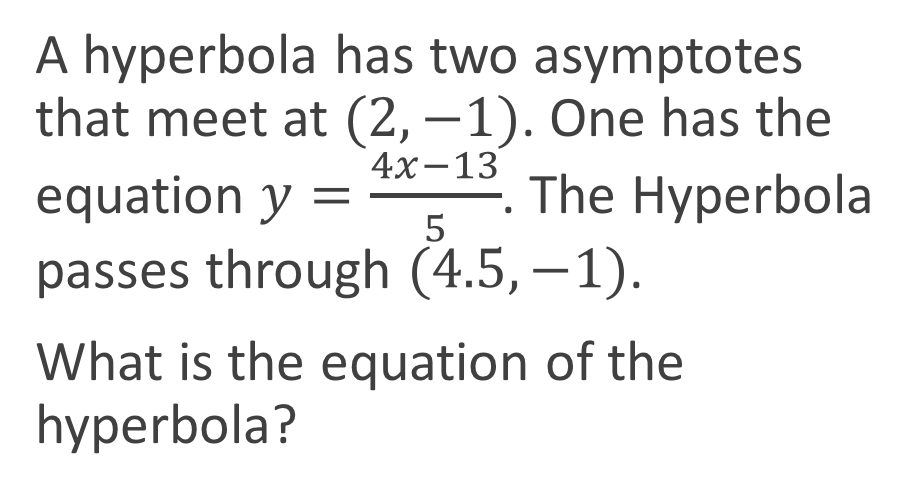 A hyperbola has two asymptotes
that meet at (2, −1). One has the
equation y = \frac{4x−13}{5}. The Hyperbola
passes through (4.5, −1).
What is the equation of the
hyperbola?